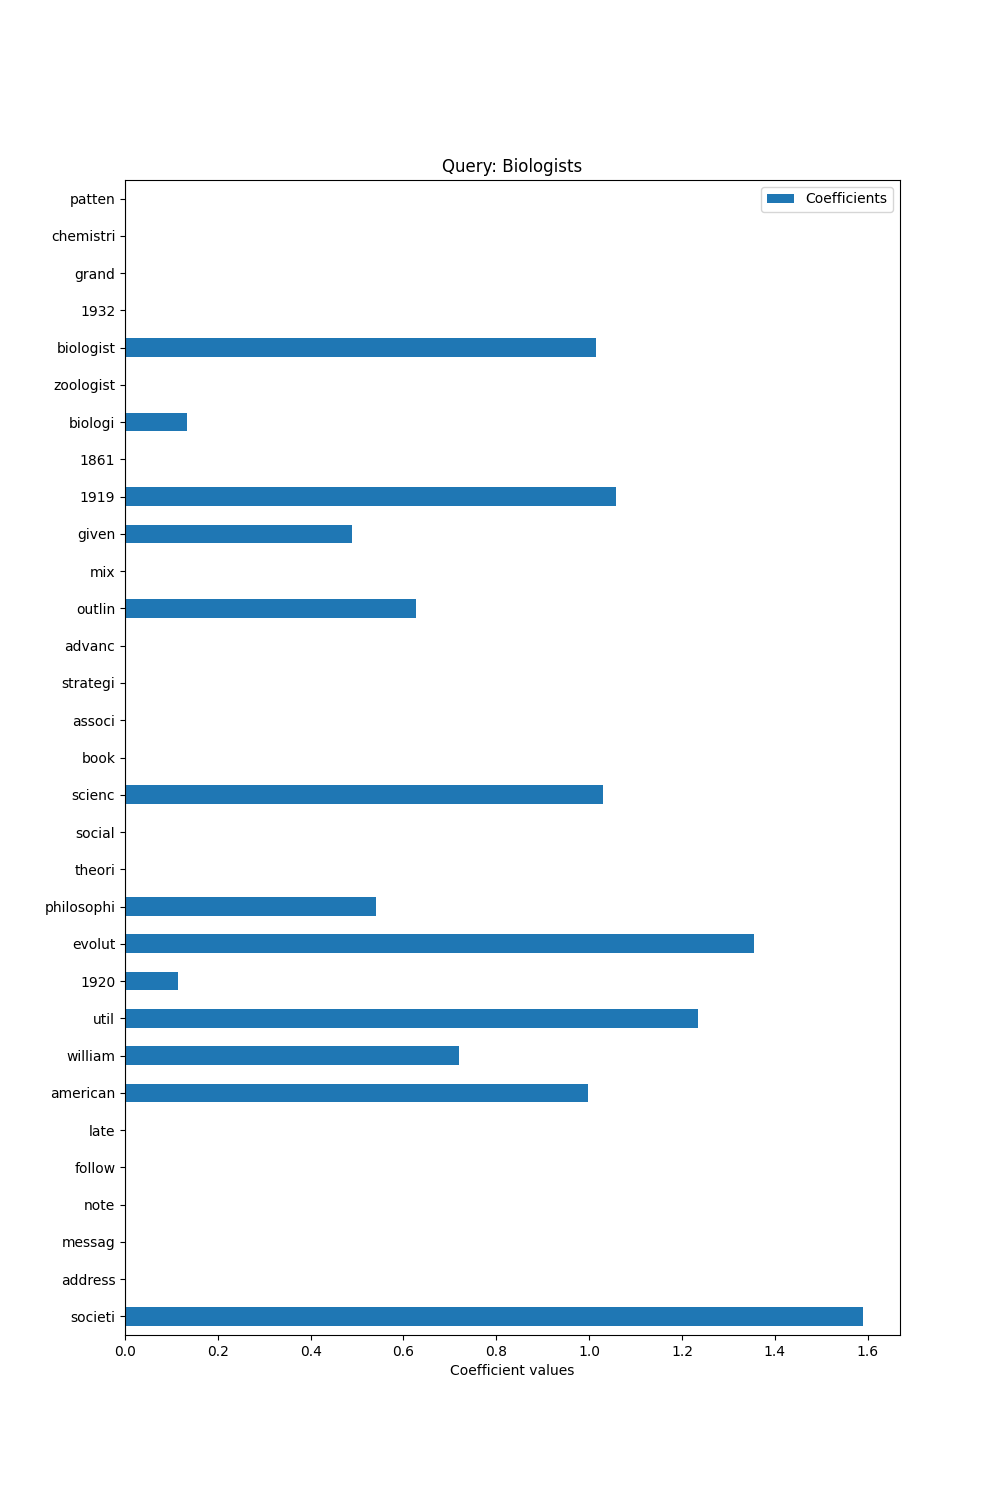 Query: Biologists
Coefficients
patten
chemistri
grand
1932
biologist
zoologist
biologi
1861
1919
given
mix
outlin
advanc
strategi
associ
book
scienc
social
theori
philosophi
evolut
1920
util
william
american
late
follow
note
messag
address
societi
0.0 0.2 0.4 0.6 0.8 1.0 1.2 1.4 1.6
Coefficient values